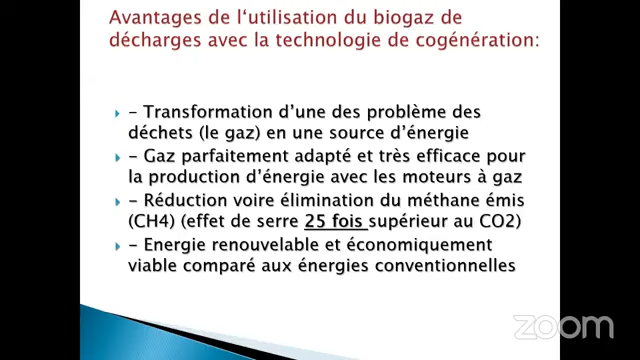 Avantages de l‘utilisation du biogaz de
décharges avec la technologie de cogénération:
- Transformation d’une des problème des
déchets (le gaz) en une source d’énergie
- Gaz parfaitement adapté et très efficace pour
la production d’énergie avec les moteurs à gaz
- Réduction voire élimination du méthane émis
(CH4) (effet de serre 25 fois supérieur au CO2)
- Energie renouvelable et économiquement
viable comparé aux énergies conventionnelles
zoom